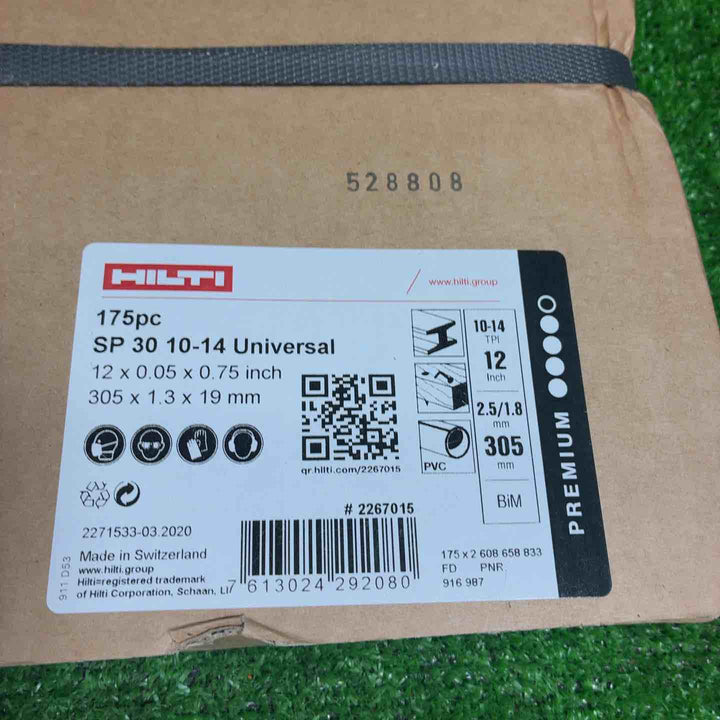 528808
HILTI
www.hilti.group
175pc
SP 30 10-14 Universal
12 x 0.05 x 0.75 inch
305 x 1.3 x 19 mm
qr.hilti.com/2267015
PVC
10-14
TPI
12
Inch
2.5/1.8
mm
305
mm
BiM
PREMIUM
# 2267015
2271533-03.2020
Made in Switzerland
www.hilti.group
Hilti=registered trademark
of Hilti Corporation, Schaan, LI
911 D53
7 613024 292080
175 x 2 608 658 833
FD PNR.
916 987